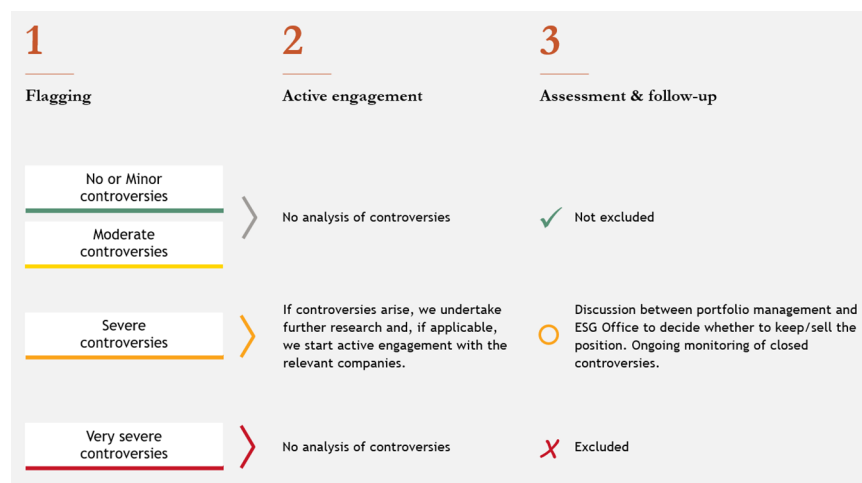 1
2
3
Flagging
Active engagement
Assessment & follow-up
No or Minor
controversies
Moderate
controversies
No analysis of controversies
Not excluded
Severe
controversies
If controversies arise, we undertake
further research and, if applicable,
we start active engagement with the
relevant companies.
Discussion between portfolio management and
ESG Office to decide whether to keep/sell the
position. Ongoing monitoring of closed
controversies.
Very severe
controversies
No analysis of controversies
Excluded